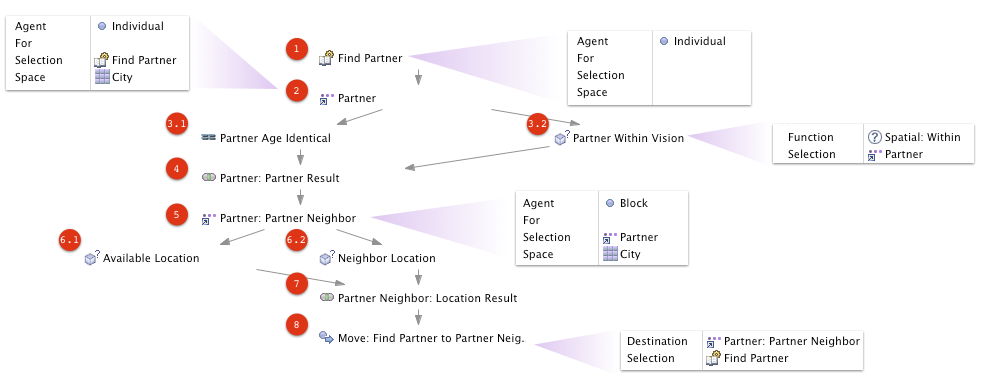 Agent Individual
For
Selection Find Partner
Space City
1 Find Partner
Agent Individual
For
Selection
Space
2 Partner
3.1 Partner Age Identical
3.2 Partner Within Vision
Function Spatial: Within
Selection Partner
4 Partner: Partner Result
5 Partner: Partner Neighbor
Agent Block
For
Selection Partner
Space City
6.1 Available Location
6.2 Neighbor Location
7 Partner Neighbor: Location Result
8 Move: Find Partner to Partner Neig.
Destination Partner: Partner Neighbor
Selection Find Partner